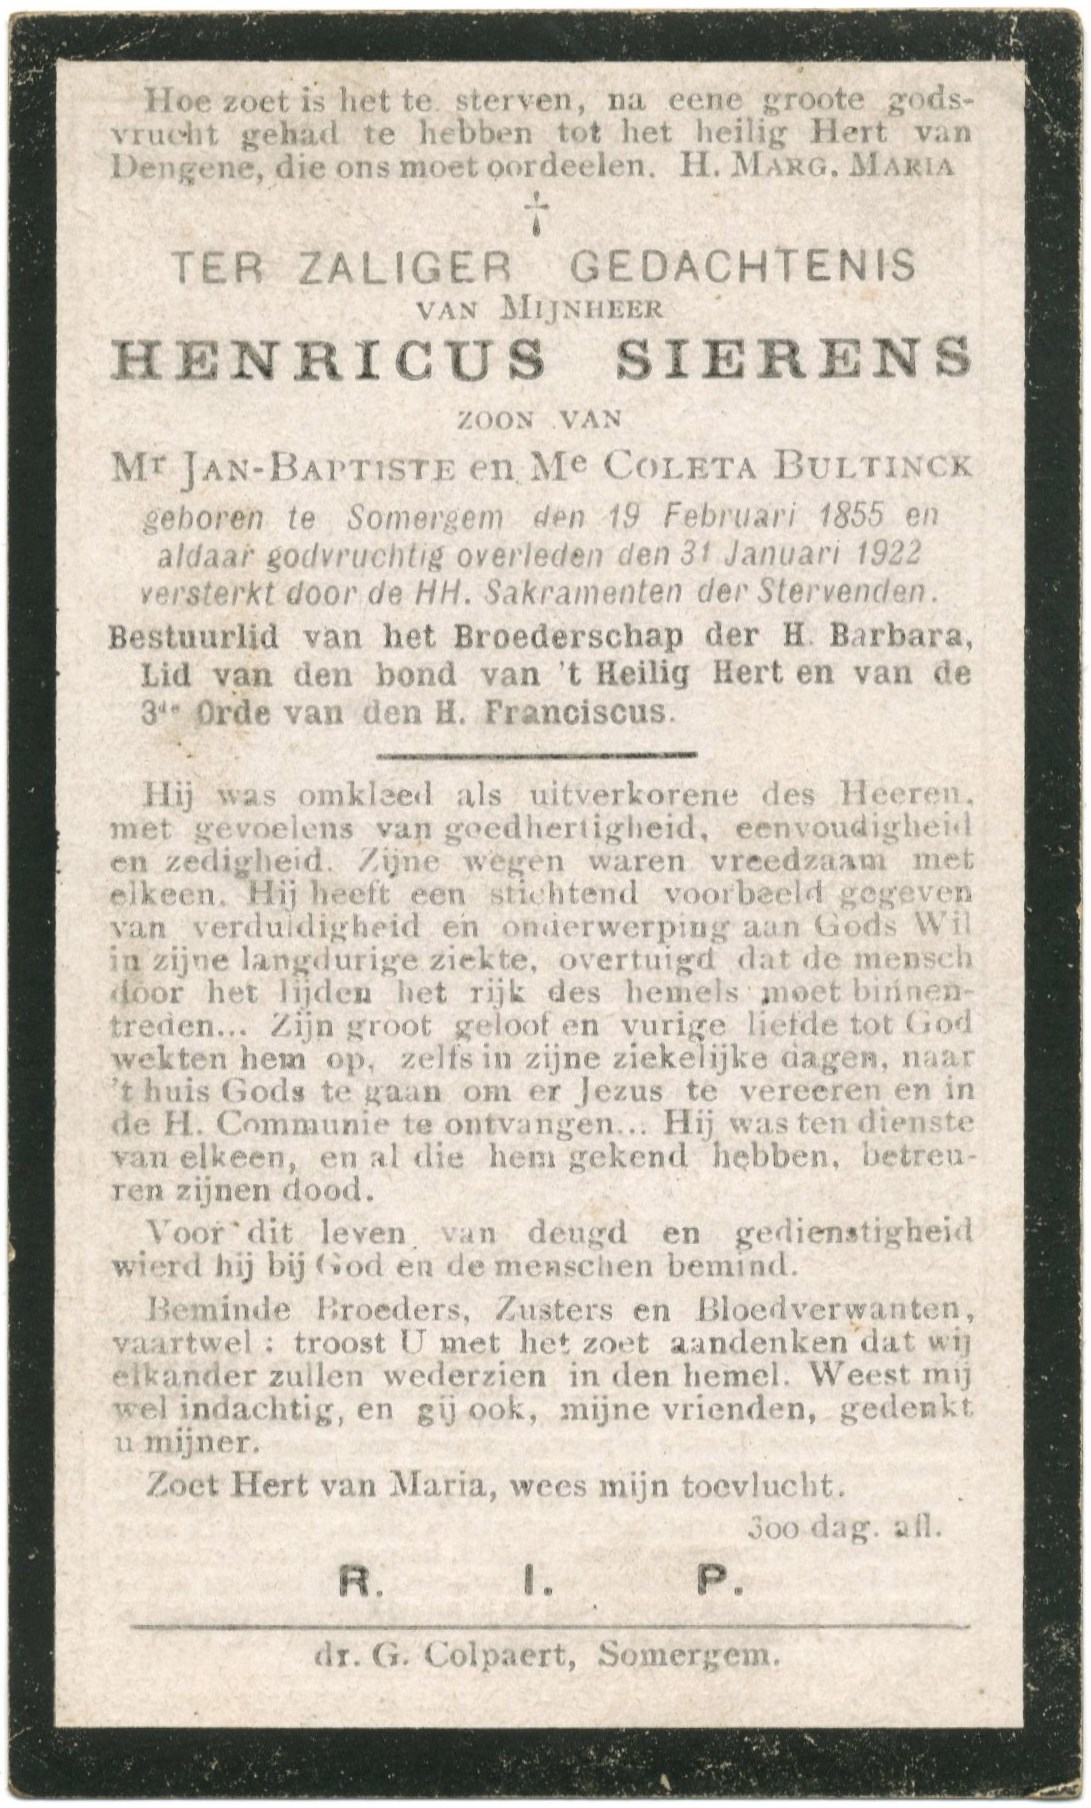 Hoe zoet is het te sterven, na eene groote gods-
vrucht gehad te hebben tot het heilig Hert van
Dengene, die ons moet oordeelen. H. MARG. MARIA
†
TER ZALIGER GEDACHTENIS
VAN MIJNHEER
HENRICUS SIERENS
ZOON VAN
Mr JAN-BAPTISTE en Me COLETA BULTINCK
geboren te Somergem den 19 Februari 1855 en
aldaar godvruchtig overleden den 31 Januari 1922
versterkt door de HH. Sakramenten der Stervenden.
Bestuurlid van het Broederschap der H. Barbara,
Lid van den bond van 't Heilig Hert en van de
3de Orde van den H. Franciscus.
Hij was omkleed als uitverkorene des Heeren,
met gevoelens van goedhertigheid, eenvoudigheid
en zedigheid. Zijne wegen waren vreedzaam met
elkeen. Hij heeft een stichtend voorbeeld gegeven
van verduldigheid en onderwerping aan Gods Wil
in zijne langdurige ziekte, overtuigd dat de mensch
door het lijden het rijk des hemels moet binnen-
treden... Zijn groot geloof en vurige liefde tot God
wekten hem op, zelfs in zijne ziekelijke dagen, naar
't huis Gods te gaan om er Jezus te vereeren en in
de H. Communie te ontvangen... Hij was ten dienste
van elkeen, en al die hem gekend hebben, betreu-
ren zijnen dood.
Voor dit leven van deugd en gedienstigheid
wierd hij bij God en de menschen bemind.
Beminde Broeders, Zusters en Bloedverwanten,
vaartwel : troost U met het zoet aandenken dat wij
elkander zullen wederzien in den hemel. Weest mij
wel indachtig, en gij ook, mijne vrienden, gedenkt
u mijner.
Zoet Hert van Maria, wees mijn toevlucht.
300 dag. afl.
R. I. P.
dr. G. Colpaert, Somergem.